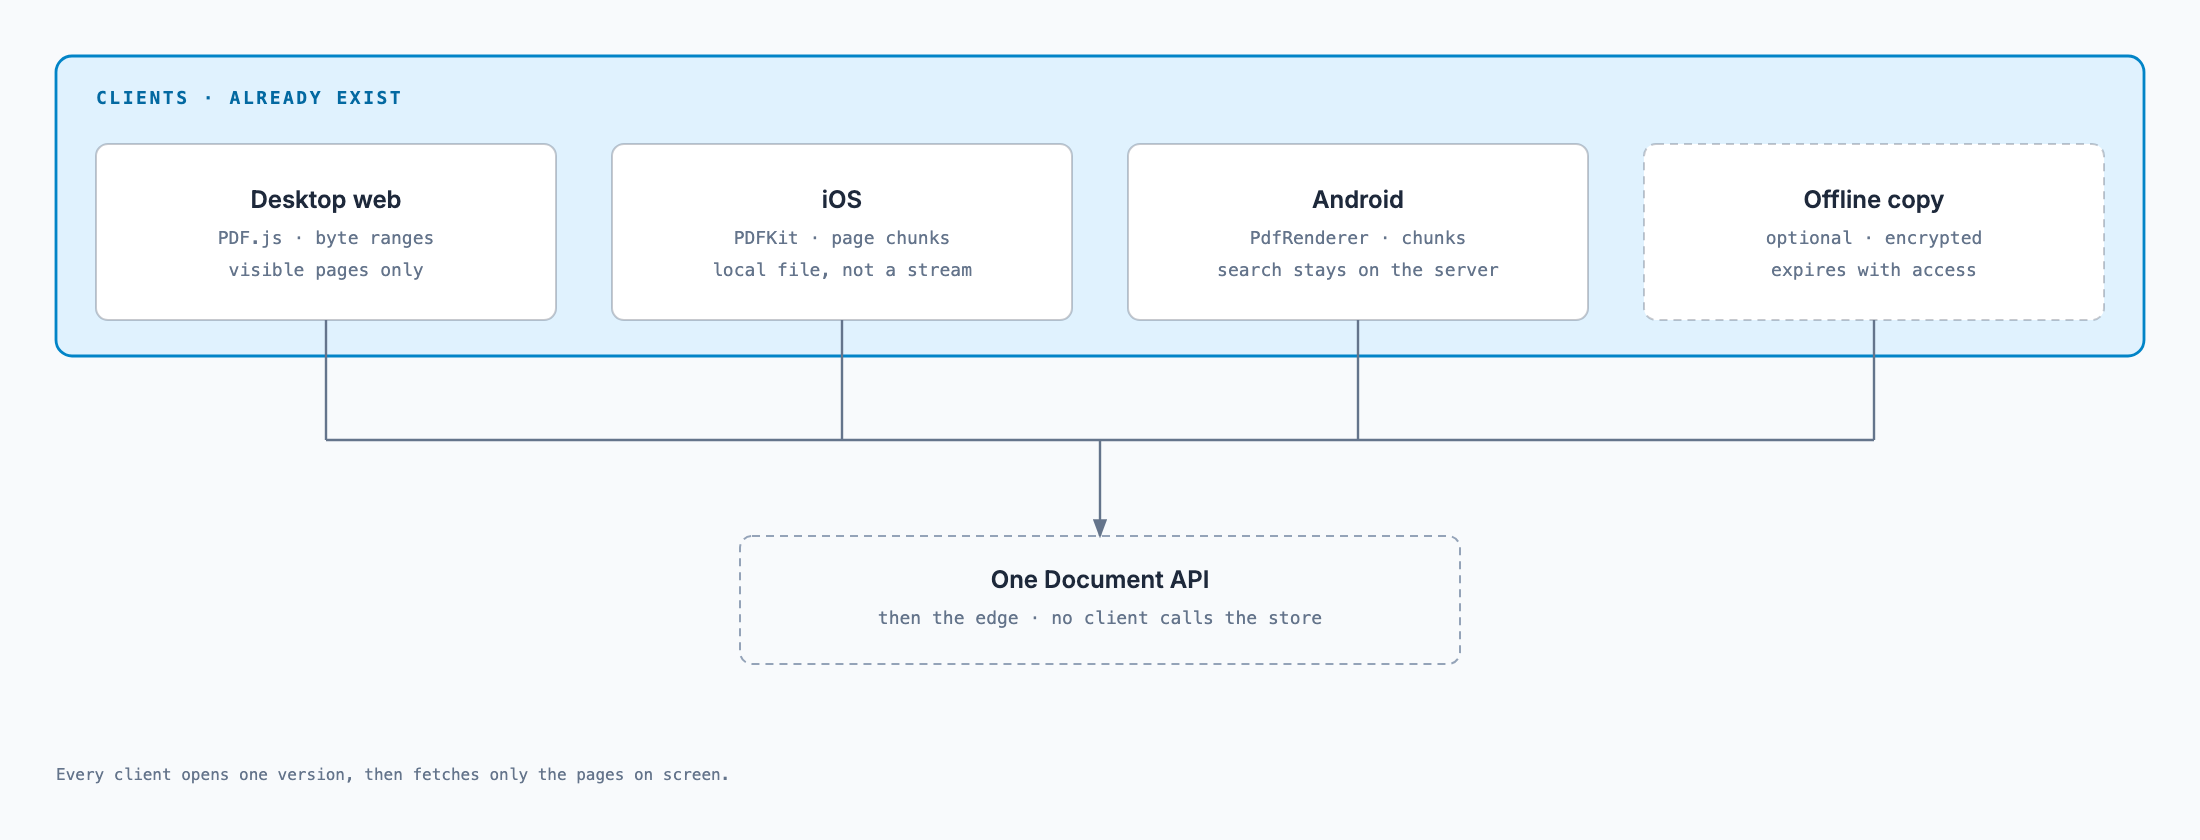 CLIENTS · ALREADY EXIST
Desktop web
PDF.js · byte ranges
visible pages only
iOS
PDFKit · page chunks
local file, not a stream
Android
PdfRenderer · chunks
search stays on the server
Offline copy
optional · encrypted
expires with access
One Document API
then the edge · no client calls the store
Every client opens one version, then fetches only the pages on screen.